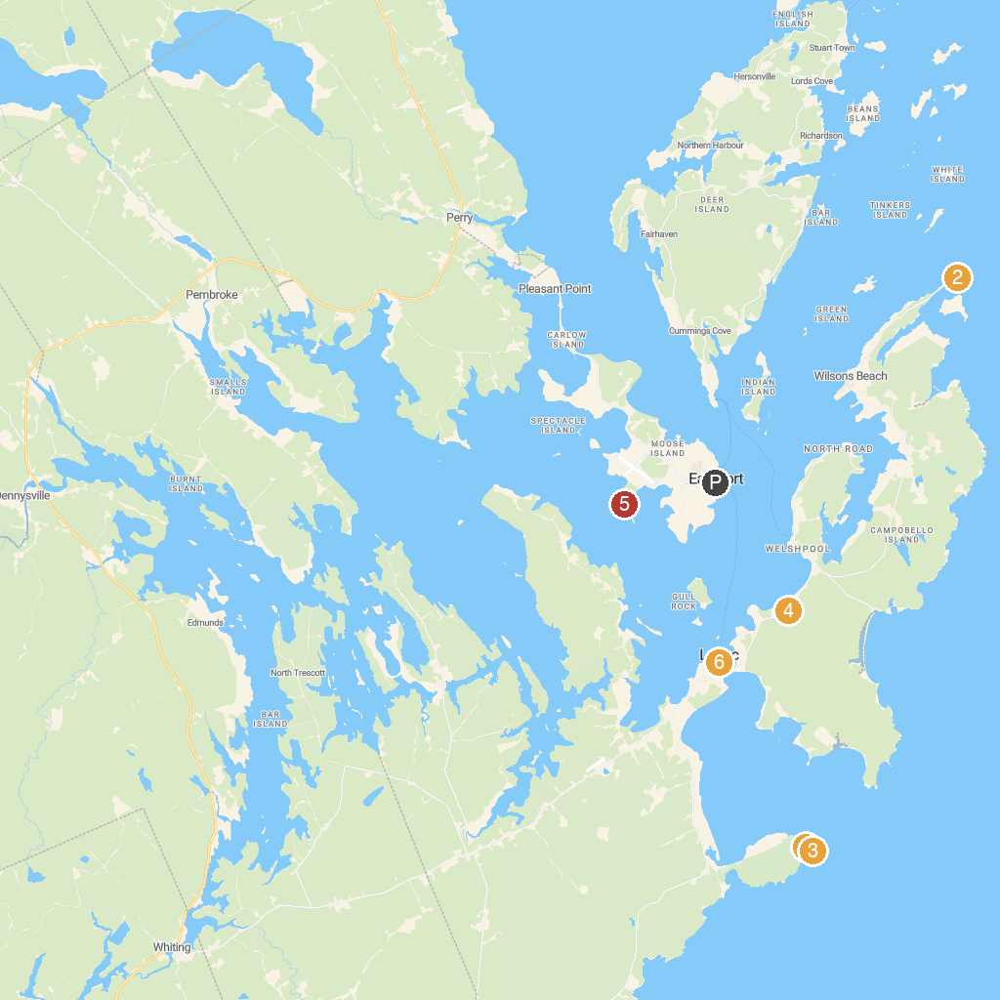 ENGLISH
ISLAND
Stuart Town
Hersonville
Lords Cove
BEANS
ISLAND
Richardson
Northern Harbour
WHITE
ISLAND
DEER
ISLAND
TINKERS
ISLAND
BAR
ISLAND
Perry
Fairhaven
2
Pleasant Point
Pembroke
GREEN
ISLAND
Cummings Cove
CARLOW
ISLAND
Wilsons Beach
SMALLS
ISLAND
INDIAN
ISLAND
SPECTACLE
ISLAND
MOOSE
ISLAND
NORTH ROAD
P
BURNT
ISLAND
Dennysville
5
CAMPOBELLO
ISLAND
WELSHPOOL
GULL
ROCK
4
Edmunds
6
North Trescott
BAR
ISLAND
3
Whiting